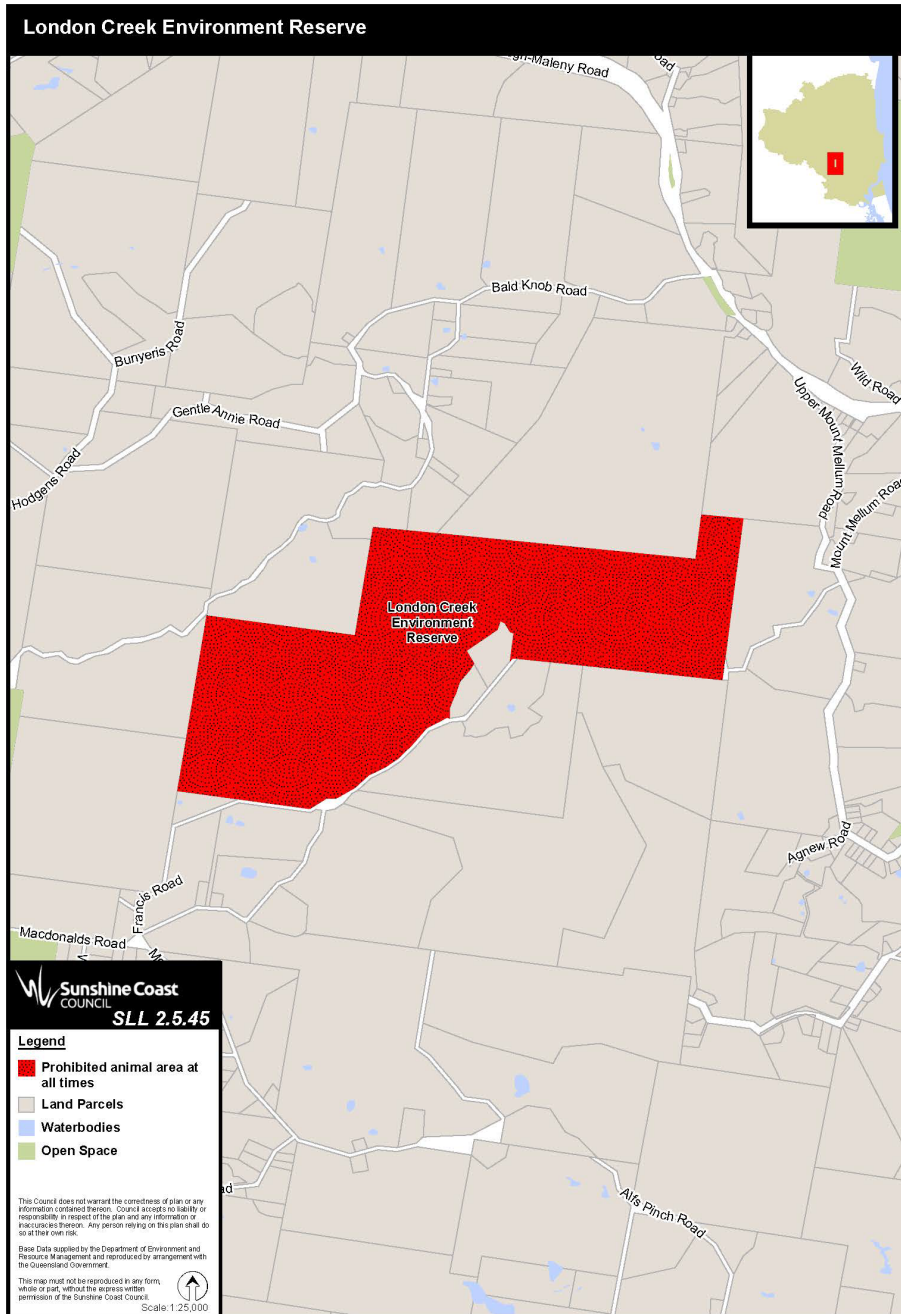 London Creek Environment Reserve
gh-Maleny Road
oad
Bald Knob Road
Bunyeris Road
Wild Road
Gentle Annie Road
Upper Mount Mellum Road
Hodgens Road
Mount Mellum Road
London Creek
Environment
Reserve
Agnew Road
Francis Road
Macdonalds Road
Sunshine Coast
COUNCIL
SLL 2.5.45
Legend
Prohibited animal area at
all times
Land Parcels
Waterbodies
Open Space
ad
Alfs Pinch Road
This Council does not warrant the correctness of plan or any
information contained thereon. Council accepts no liability or
responsibility in respect of the plan and any information or
inaccuracies thereon. Any person relying on this plan shall do
so at their own risk.
Base Data supplied by the Department of Environment and
Resource Management and reproduced by arrangement with
the Queensland Government.
This map must not be reproduced in any form,
whole or part, without the express written
permission of the Sunshine Coast Council.
Scale:1:25,000